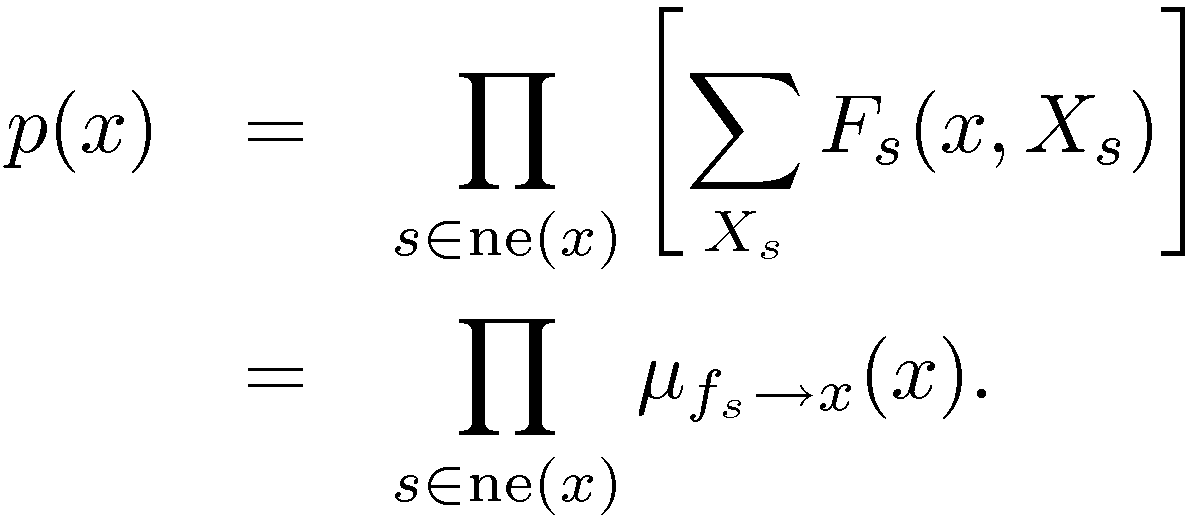 p(x) = ∏_{s∈ne(x)} [ ∑_{X_s} F_s(x, X_s) ]
= ∏_{s∈ne(x)} μ_{f_s→x}(x).